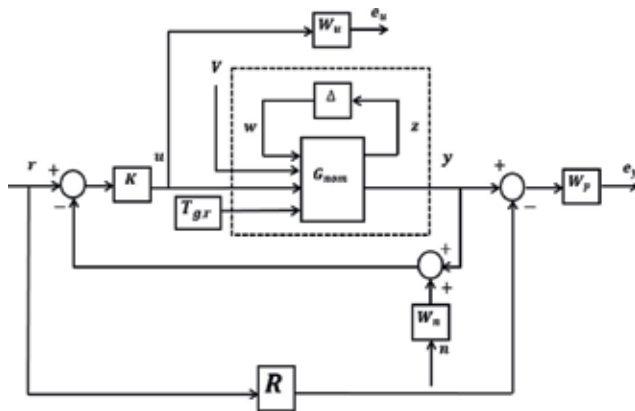 W_u
e_u
V
Δ
w
z
r
+
−
K
u
G_nom
y
+
−
W_p
e_y
T_g.r
+
+
W_n
n
R